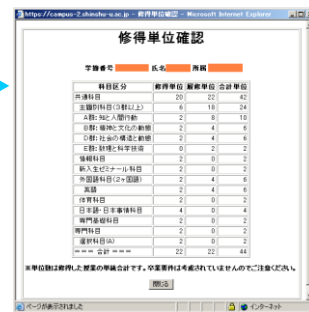 https://campus-2.shinshu-u.ac.jp - 修得単位確認 - Microsoft Internet Explorer
修得単位確認
学籍番号 氏名 所属
科目区分 修得単位 履修単位 合計単位
共通科目 20 22 42
主題別科目(3群以上) 6 18 24
A群:知と人間行動 2 8 10
B群:精神と文化の動態 2 4 6
D群:社会の構造と動態 2 4 6
E群:数理と科学技術 0 2 2
情報科目 2 0 2
新入生ゼミナール科目 2 0 2
外国語科目(2ヶ国語) 2 4 6
英語 2 4 6
体育科目 2 0 2
日本語・日本事情科目 4 0 4
専門基礎科目 2 0 2
専門科目 2 0 2
選択科目(A) 2 0 2
=== 合計 === 22 22 44
※単位数は修得した授業の単純合計です。卒業要件は考慮されていませんのでご注意ください。
閉じる
ページが表示されました インターネット